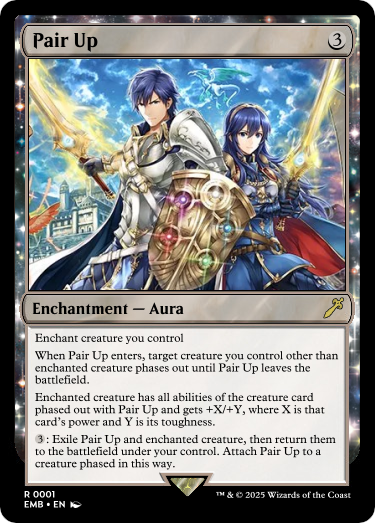 Pair Up 3
Enchantment — Aura
Enchant creature you control
When Pair Up enters, target creature you control other than
enchanted creature phases out until Pair Up leaves the
battlefield.
Enchanted creature has all abilities of the creature card
phased out with Pair Up and gets +X/+Y, where X is that
card's power and Y is its toughness.
3: Exile Pair Up and enchanted creature, then return them
to the battlefield under your control. Attach Pair Up to a
creature phased in this way.
R 0001
EMB • EN
™ & © 2025 Wizards of the Coast